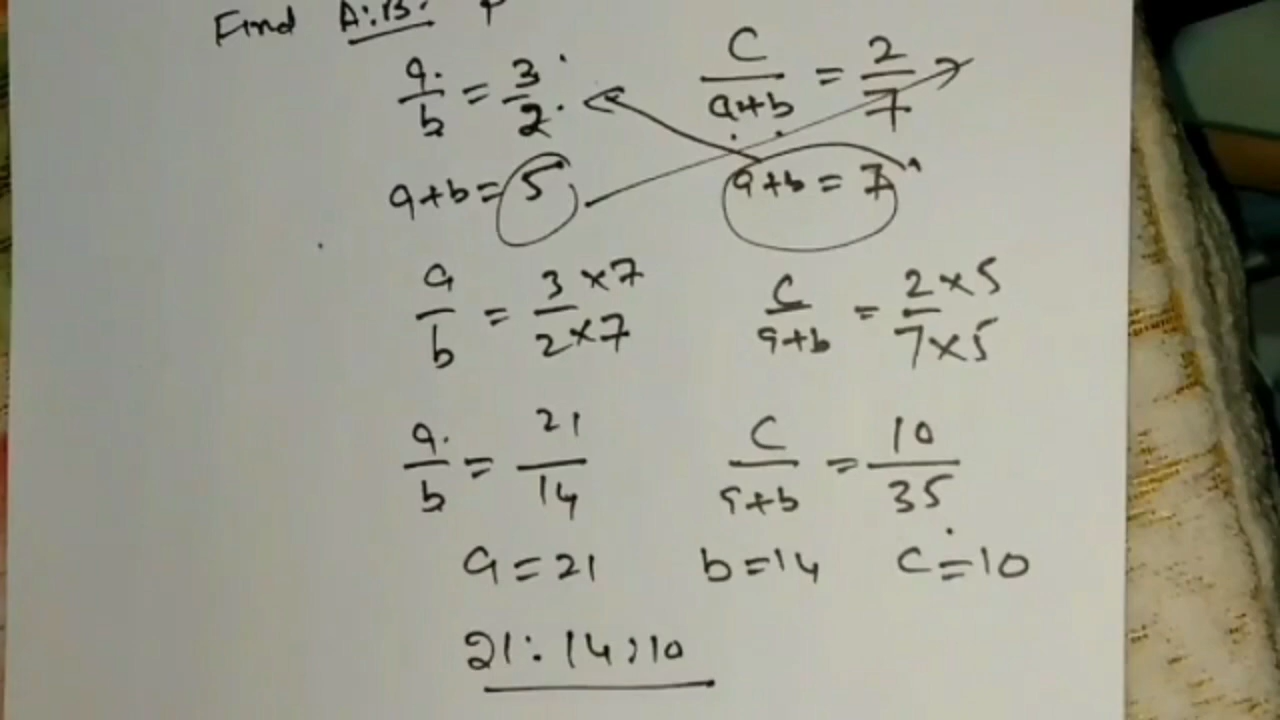 Find A:B:
a/b = 3/2 c/a+b = 2/7
a+b = 5 a+b = 7
a/b = 3×7/2×7 c/a+b = 2×5/7×5
a/b = 21/14 c/a+b = 10/35
a=21 b=14 c=10
21:14:10